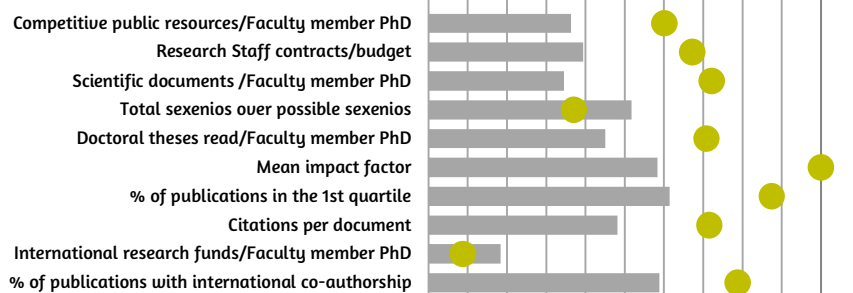 Competitive public resources/Faculty member PhD
Research Staff contracts/budget
Scientific documents /Faculty member PhD
Total sexenios over possible sexenios
Doctoral theses read/Faculty member PhD
Mean impact factor
% of publications in the 1st quartile
Citations per document
International research funds/Faculty member PhD
% of publications with international co-authorship